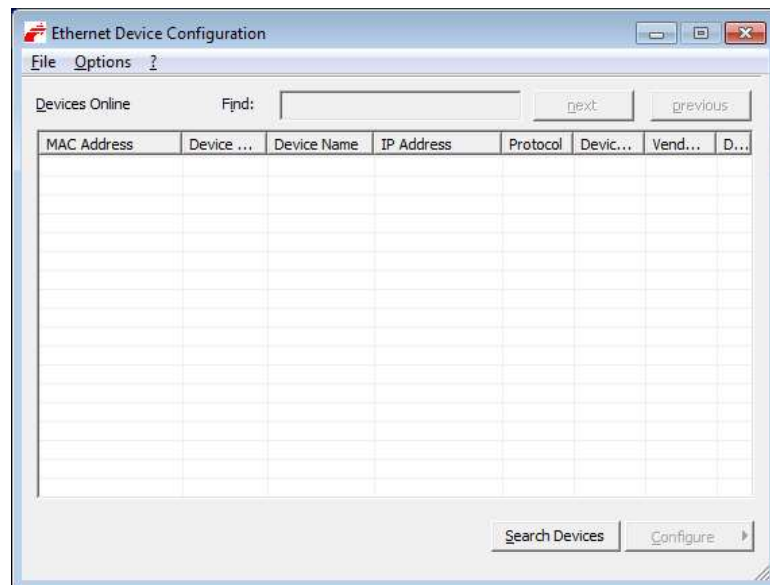 Ethernet Device Configuration
File Options ?
Devices Online Find: next previous
MAC Address Device ... Device Name IP Address Protocol Devic... Vend... D...
Search Devices Configure